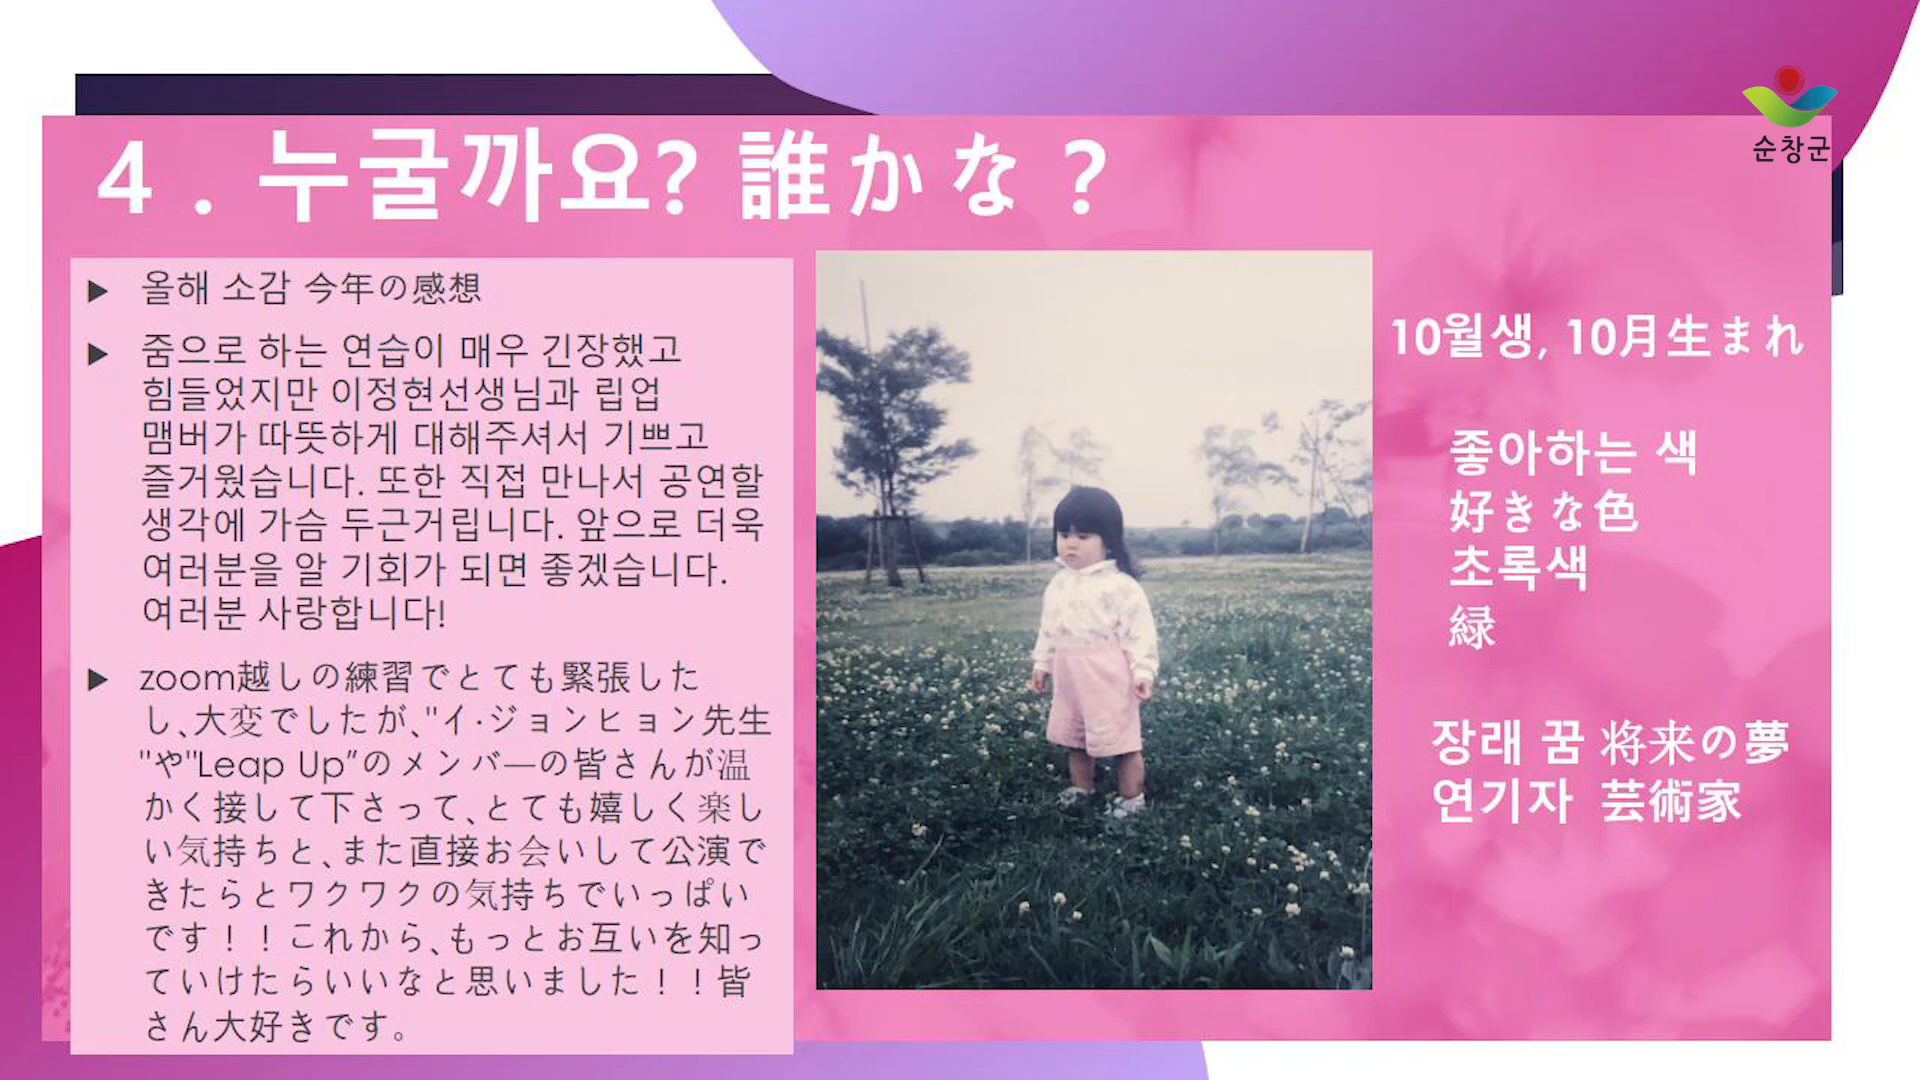 순창군
4 . 누굴까요? 誰かな？
올해 소감 今年の感想
줌으로 하는 연습이 매우 긴장했고
힘들었지만 이정현선생님과 립업
맴버가 따뜻하게 대해주셔서 기쁘고
즐거웠습니다. 또한 직접 만나서 공연할
생각에 가슴 두근거립니다. 앞으로 더욱
여러분을 알 기회가 되면 좋겠습니다.
여러분 사랑합니다!
zoom越しの練習でとても緊張した
し､大変でしたが､"イ·ジョンヒョン先生
"や"Leap Up”のメンバ―の皆さんが温
かく接して下さって､とても嬉しく楽し
い気持ちと､また直接お会いして公演で
きたらとワクワクの気持ちでいっぱい
です！！これから､もっとお互いを知っ
ていけたらいいなと思いました！！皆
さん大好きです。
10월생, 10月生まれ
좋아하는 색
好きな色
초록색
緑
장래 꿈 将来の夢
연기자 芸術家